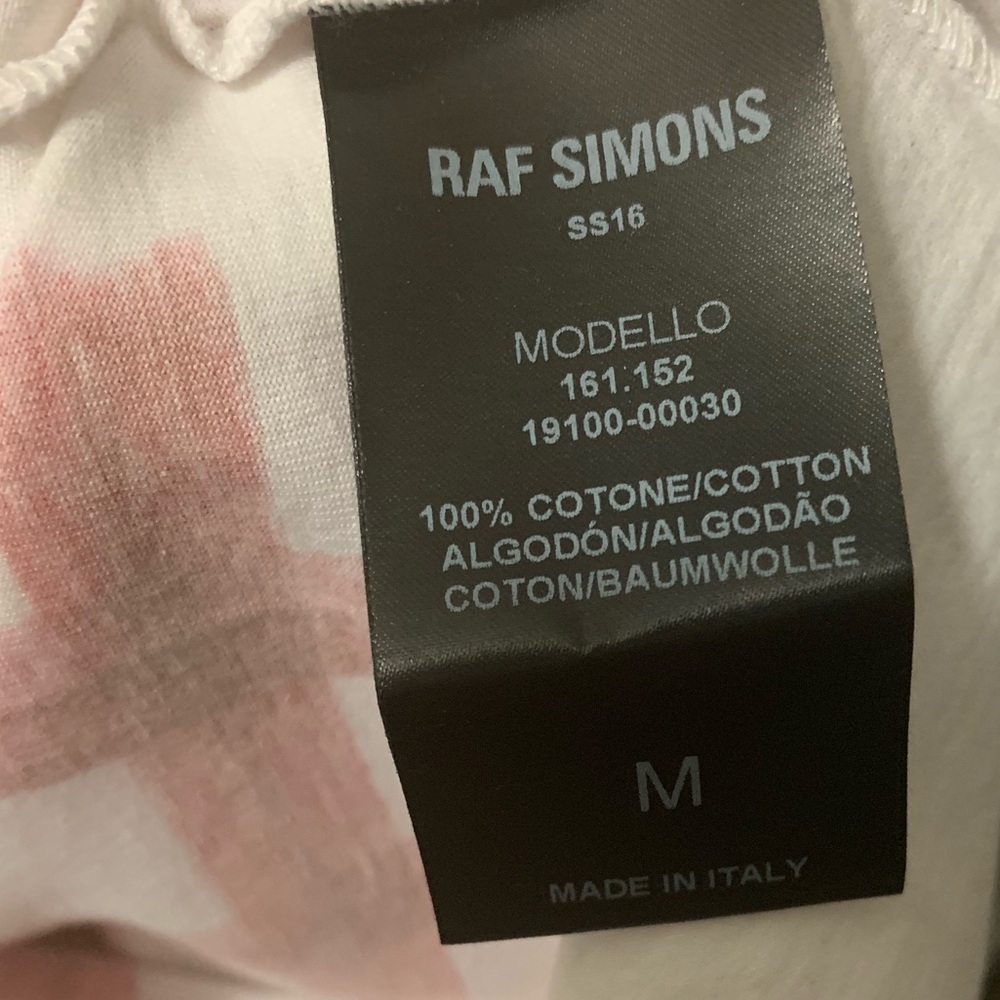 RAF SIMONS
SS16
MODELLO
161.152
19100-00030
100% COTONE/COTTON
ALGODÓN/ALGODÃO
COTON/BAUMWOLLE
M
MADE IN ITALY